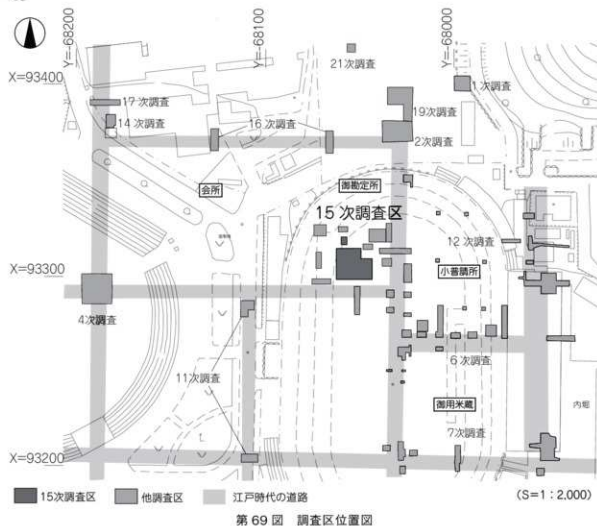 Y=-68200
Y=-68100
Y=-68000
X=93400
21次調査
1次調査
17次調査
14次調査
16次調査
19次調査
2次調査
会所
御勘定所
15次調査区
12次調査
小普請所
X=93300
4次調査
11次調査
6次調査
御用米蔵
7次調査
内堀
X=93200
15次調査区
他調査区
江戸時代の道路
(S=1:2,000)
第69図 調査区位置図